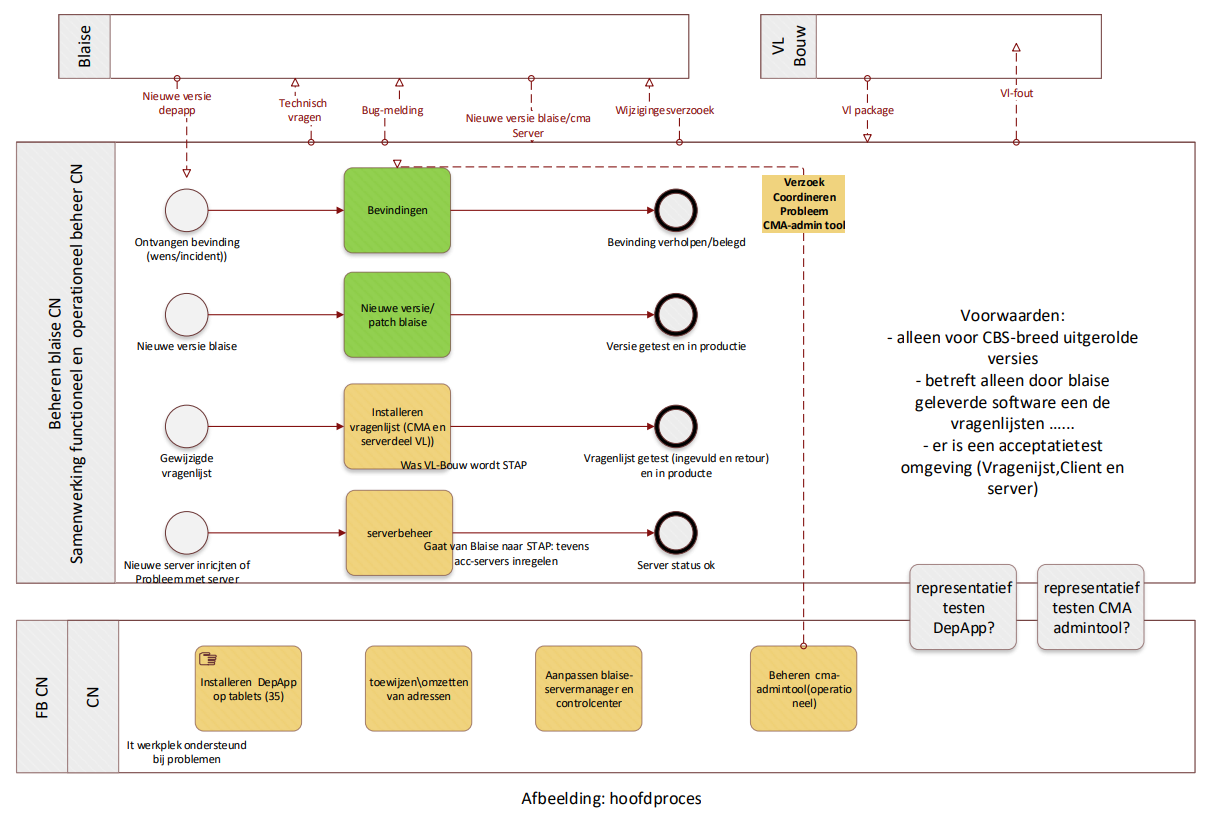 Blaise
VL
Bouw
Nieuwe versie
depapp
Technisch
vragen
Bug-melding
Nieuwe versie blaise/cma
Server
Wijzigingesverzooek
Vl package
Vl-fout
Beheren blaise CN
Samenwerking functioneel en operationeel beheer CN
Bevindingen
Verzoek
Coordineren
Probleem
CMA-admin tool
Ontvangen bevinding
(wens/incident))
Bevinding verholpen/belegd
Nieuwe versie/
patch blaise
Nieuwe versie blaise
Versie getest en in productie
Voorwaarden:
- alleen voor CBS-breed uitgerolde
versies
- betreft alleen door blaise
geleverde software een de
vragenlijsten ......
- er is een acceptatietest
omgeving (Vragenijst,Client en
server)
Installeren
vragenlijst (CMA en
serverdeel VL))
Gewijzigde
vragenlijst
Was VL-Bouw wordt STAP
Vragenlijst getest (ingevuld en retour)
en in producte
serverbeheer
Gaat van Blaise naar STAP: tevens
acc-servers inregelen
Nieuwe server inricjten of
Probleem met server
Server status ok
representatief
testen
DepApp?
representatief
testen CMA
admintool?
FB CN
CN
Installeren DepApp
op tablets (35)
toewijzen\omzetten
van adressen
Aanpassen blaise-
servermanager en
controlcenter
Beheren cma-
admintool(operatio
neel)
It werkplek ondersteund
bij problemen
Afbeelding: hoofdproces